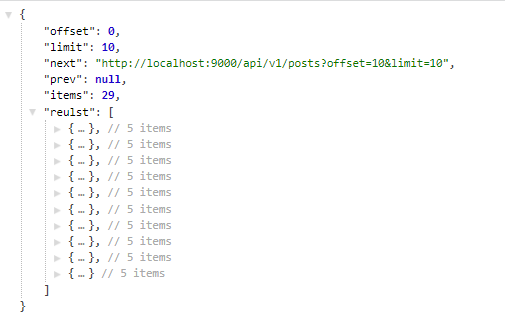 {
"offset": 0,
"limit": 10,
"next": "http://localhost:9000/api/v1/posts?offset=10&limit=10",
"prev": null,
"items": 29,
"reulst": [
{ … }, // 5 items
{ … }, // 5 items
{ … }, // 5 items
{ … }, // 5 items
{ … }, // 5 items
{ … }, // 5 items
{ … }, // 5 items
{ … }, // 5 items
{ … }, // 5 items
{ … } // 5 items
]
}